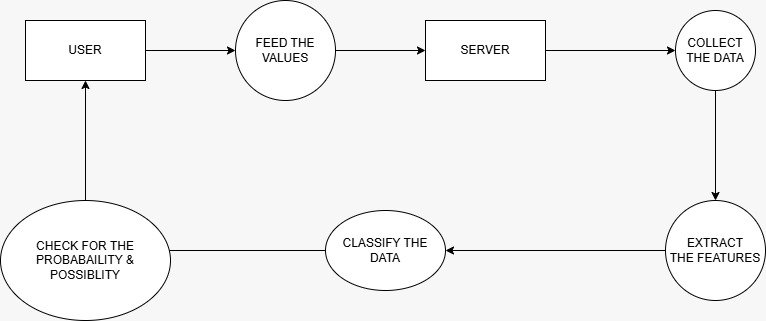 USER
FEED THE
VALUES
SERVER
COLLECT
THE DATA
CHECK FOR THE
PROBABAILITY &
POSSIBLITY
CLASSIFY THE
DATA
EXTRACT
THE FEATURES